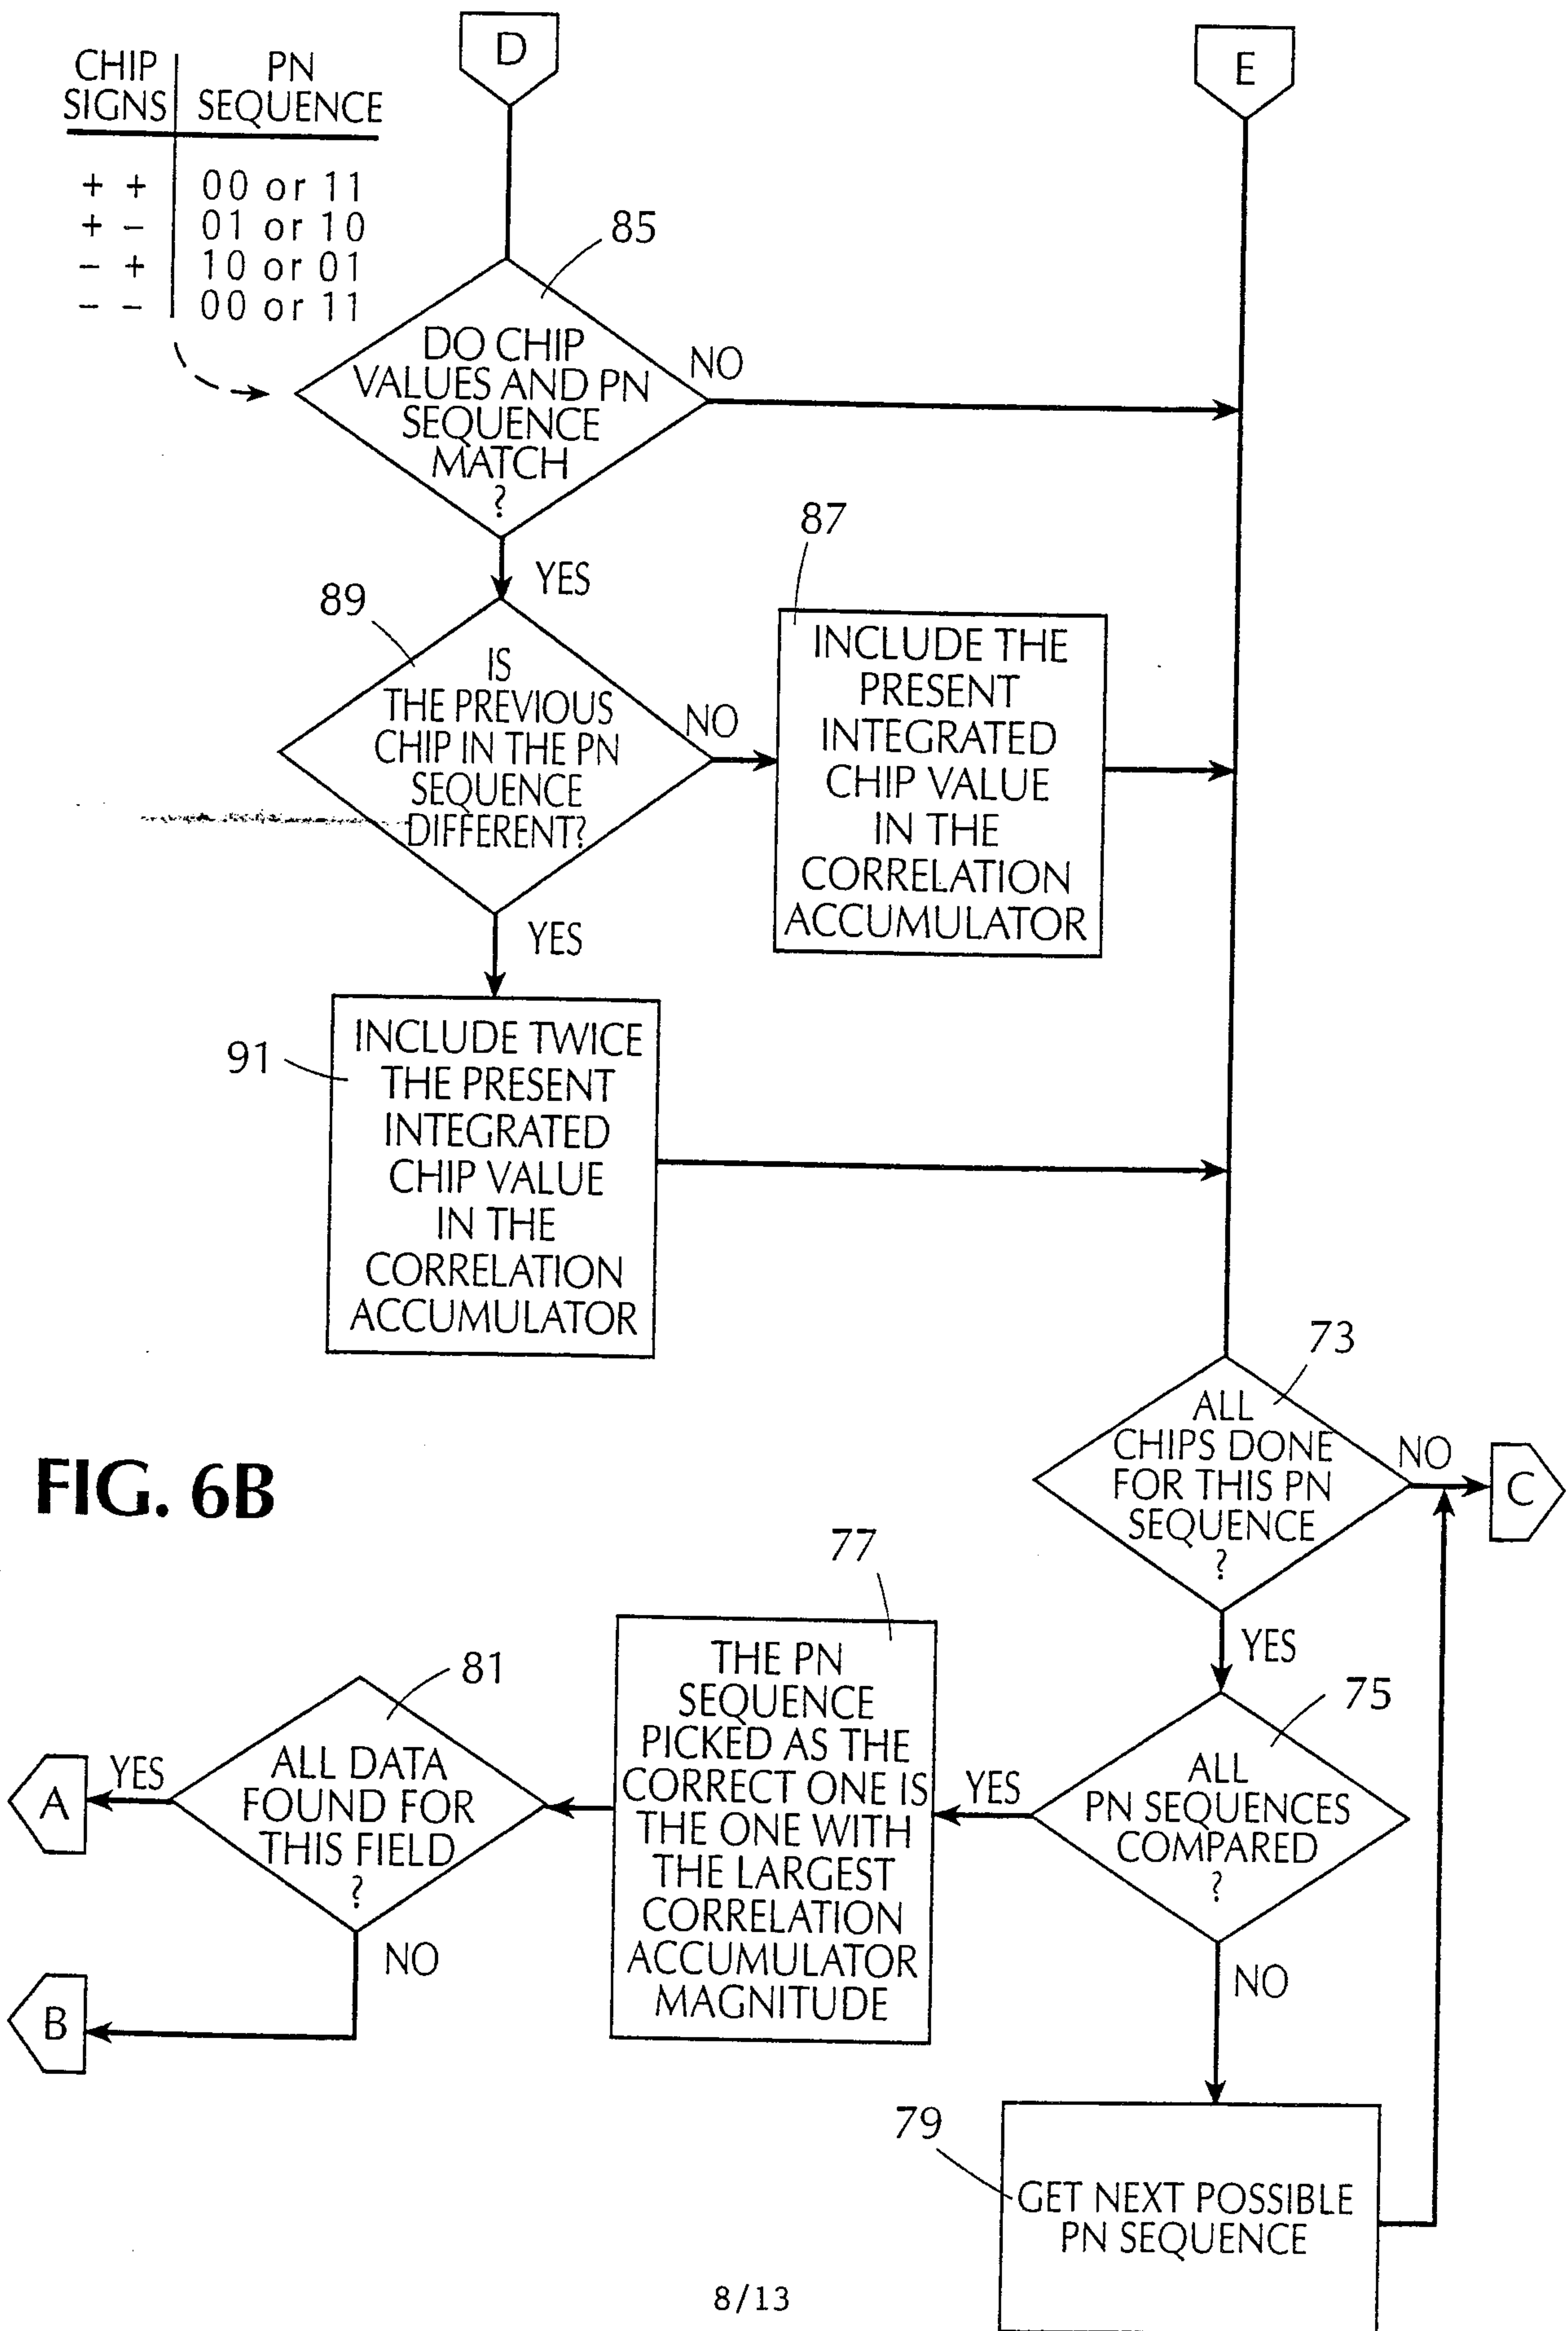 D
E
CHIP SIGNS | PN SEQUENCE
+ + | 00 or 11
+ - | 01 or 10
- + | 10 or 01
- - | 00 or 11
85
DO CHIP
VALUES AND PN
SEQUENCE
MATCH
?
NO
YES
89
IS
THE PREVIOUS
CHIP IN THE PN
SEQUENCE
DIFFERENT?
NO
YES
87
INCLUDE THE
PRESENT
INTEGRATED
CHIP VALUE
IN THE
CORRELATION
ACCUMULATOR
91
INCLUDE TWICE
THE PRESENT
INTEGRATED
CHIP VALUE
IN THE
CORRELATION
ACCUMULATOR
73
ALL
CHIPS DONE
FOR THIS PN
SEQUENCE
?
NO
C
YES
FIG. 6B
75
ALL
PN SEQUENCES
COMPARED
?
YES
NO
77
THE PN
SEQUENCE
PICKED AS THE
CORRECT ONE IS
THE ONE WITH
THE LARGEST
CORRELATION
ACCUMULATOR
MAGNITUDE
81
ALL DATA
FOUND FOR
THIS FIELD
?
YES
A
NO
B
79
GET NEXT POSSIBLE
PN SEQUENCE
8/13